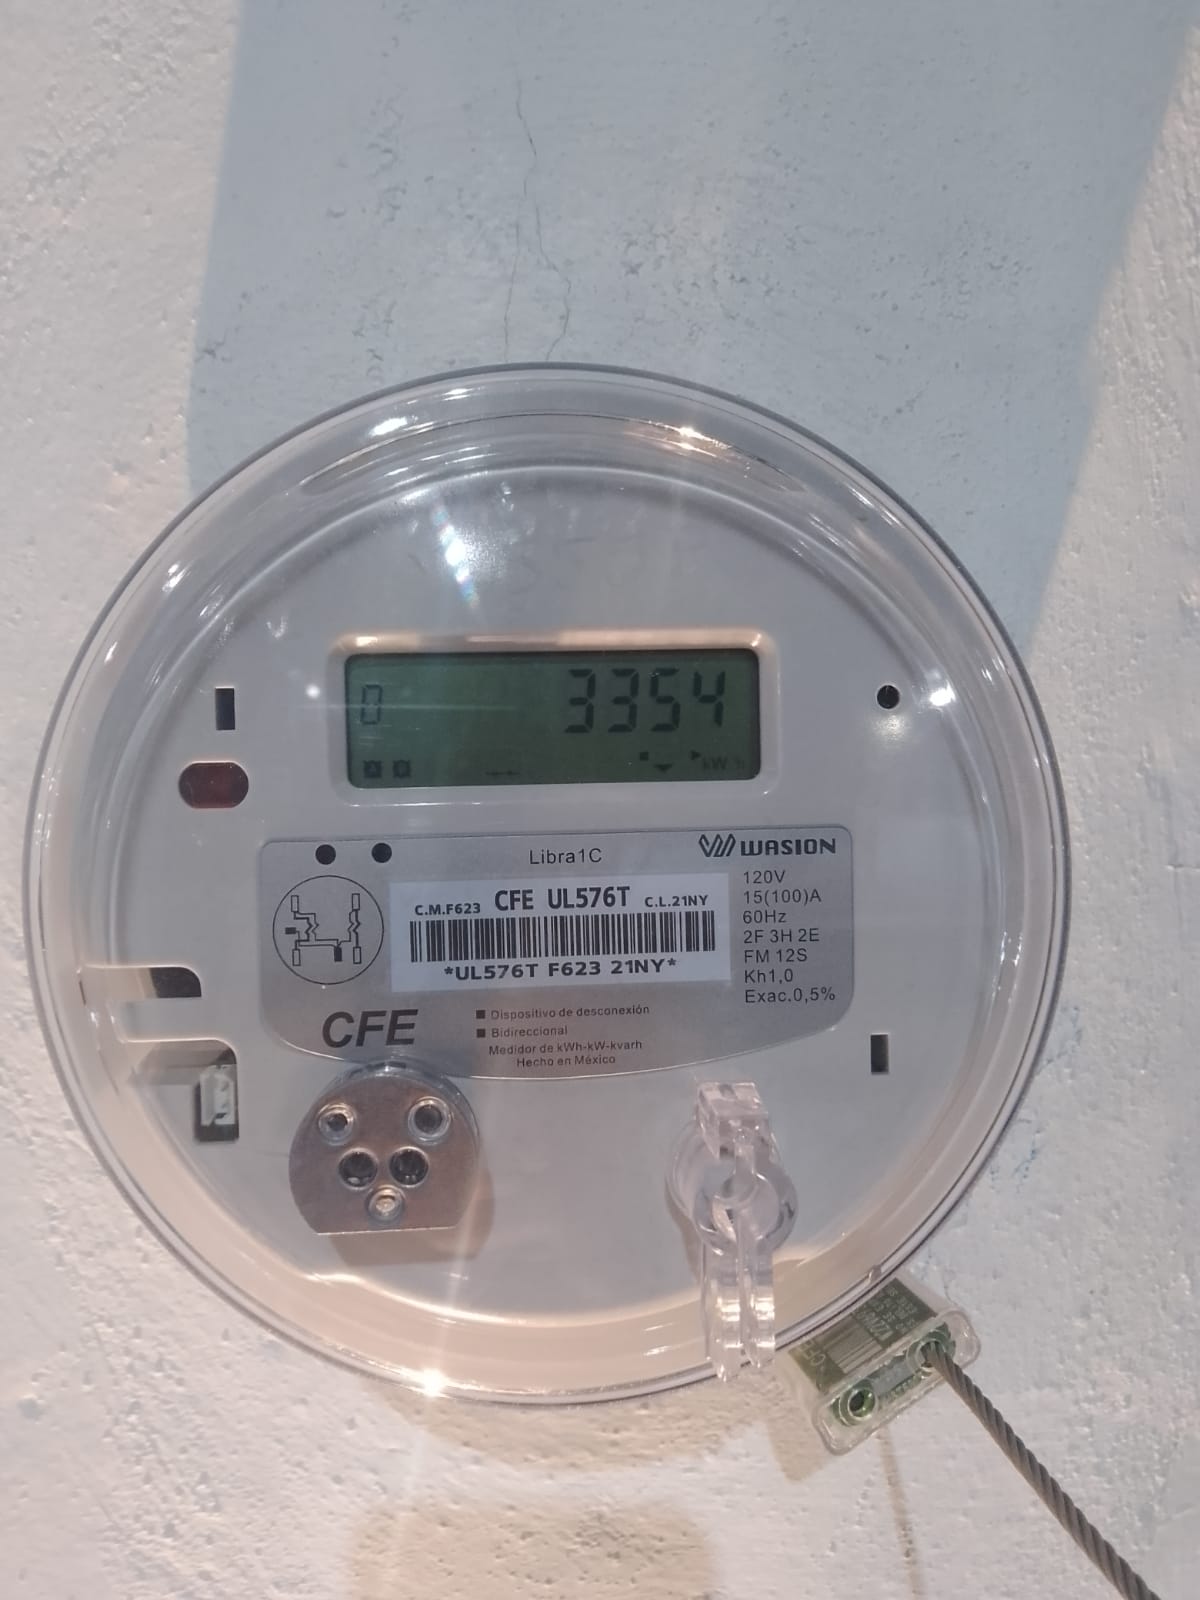 0 3354
kW h
Libra1C
WASION
C.M.F623 CFE UL576T C.L.21NY
*UL576T F623 21NY*
120V
15(100)A
60Hz
2F 3H 2E
FM 12S
Kh1,0
Exac.0,5%
CFE
Dispositivo de desconexión
Bidireccional
Medidor de kWh-kW-kvarh
Hecho en México